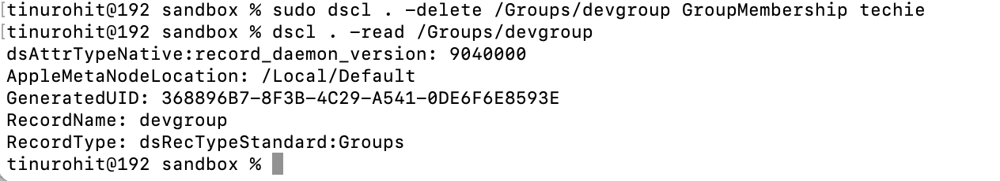 [tinurohit@192 sandbox % sudo dscl . -delete /Groups/devgroup GroupMembership techie
[tinurohit@192 sandbox % dscl . -read /Groups/devgroup
dsAttrTypeNative:record_daemon_version: 9040000
AppleMetaNodeLocation: /Local/Default
GeneratedUID: 368896B7-8F3B-4C29-A541-0DE6F6E8593E
RecordName: devgroup
RecordType: dsRecTypeStandard:Groups
tinurohit@192 sandbox %